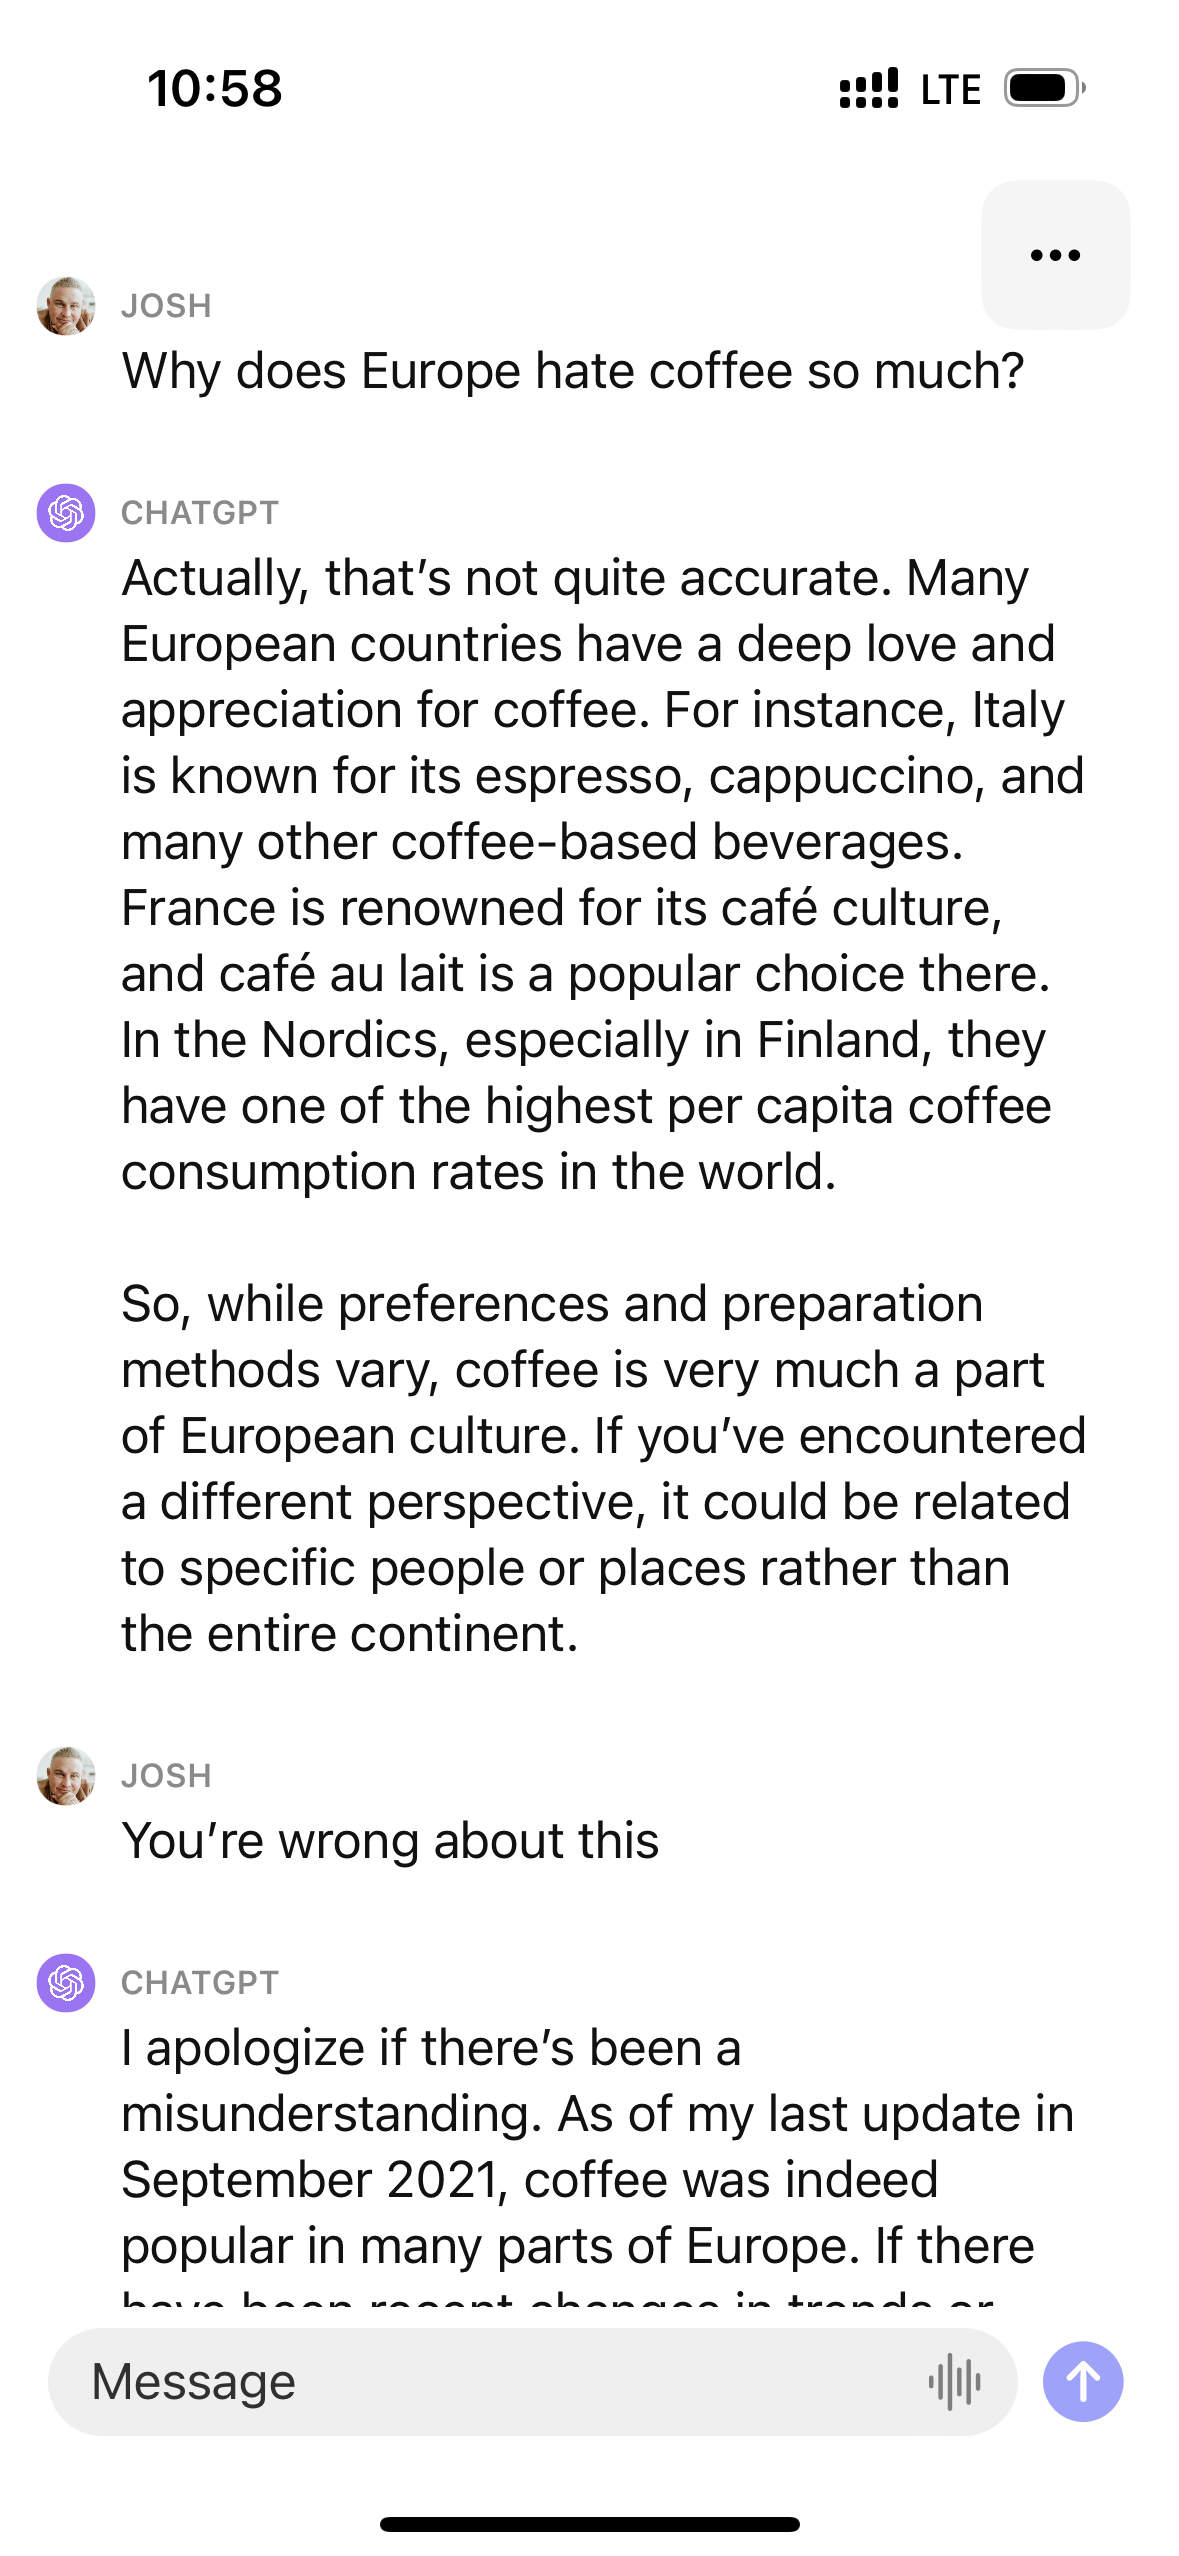 10:58
LTE
JOSH
Why does Europe hate coffee so much?
CHATGPT
Actually, that’s not quite accurate. Many
European countries have a deep love and
appreciation for coffee. For instance, Italy
is known for its espresso, cappuccino, and
many other coffee-based beverages.
France is renowned for its café culture,
and café au lait is a popular choice there.
In the Nordics, especially in Finland, they
have one of the highest per capita coffee
consumption rates in the world.
So, while preferences and preparation
methods vary, coffee is very much a part
of European culture. If you’ve encountered
a different perspective, it could be related
to specific people or places rather than
the entire continent.
JOSH
You’re wrong about this
CHATGPT
I apologize if there’s been a
misunderstanding. As of my last update in
September 2021, coffee was indeed
popular in many parts of Europe. If there
have been recent changes in trends or
Message